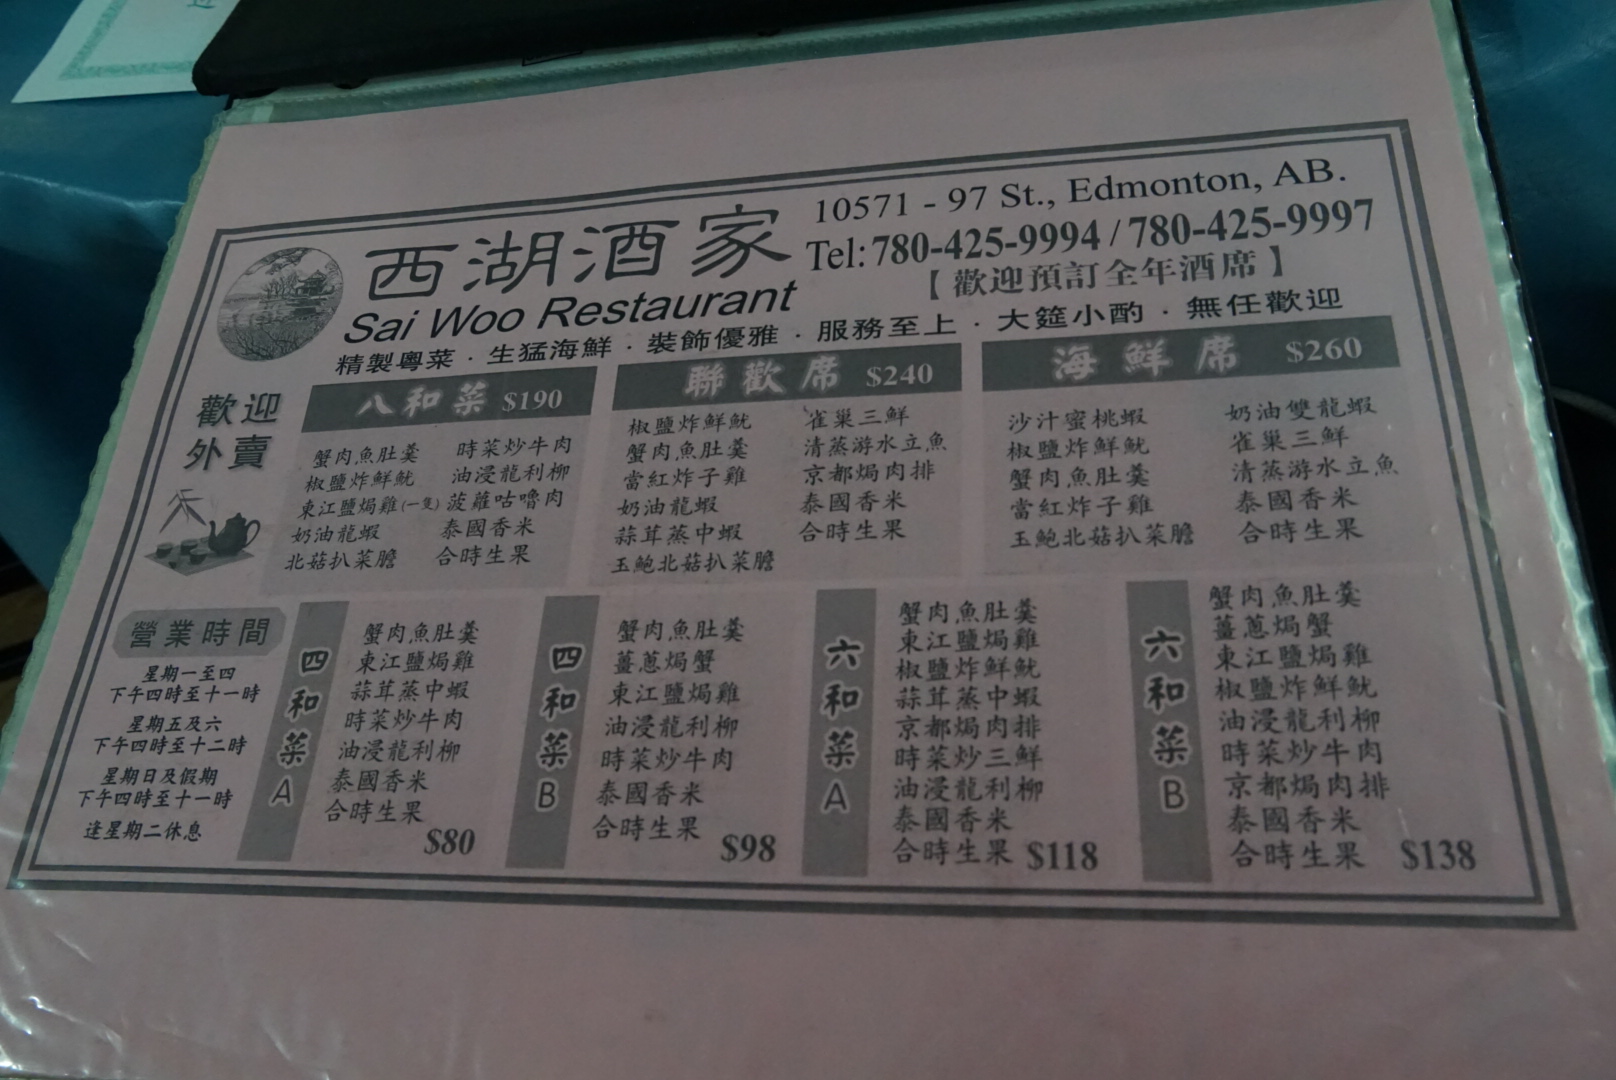 西湖酒家
Sai Woo Restaurant
10571 - 97 St., Edmonton, AB.
Tel: 780-425-9994 / 780-425-9997
【歡迎預訂全年酒席】
精製粵菜 · 生猛海鮮 · 裝飾優雅 · 服務至上 · 大筵小酌 · 無任歡迎
歡迎
外賣
八和菜 $190
蟹肉魚肚羹
椒鹽炸鮮魷
東江鹽焗雞(一隻)
奶油龍蝦
北菇扒菜膽
時菜炒牛肉
油浸龍利柳
菠蘿咕嚕肉
泰國香米
合時生果
聯歡席 $240
椒鹽炸鮮魷
蟹肉魚肚羹
當紅炸子雞
奶油龍蝦
蒜茸蒸中蝦
玉鮑北菇扒菜膽
雀巢三鮮
清蒸游水立魚
京都焗肉排
泰國香米
合時生果
海鮮席 $260
沙汁蜜桃蝦
椒鹽炸鮮魷
蟹肉魚肚羹
當紅炸子雞
玉鮑北菇扒菜膽
奶油雙龍蝦
雀巢三鮮
清蒸游水立魚
泰國香米
合時生果
營業時間
星期一至四
下午四時至十一時
星期五及六
下午四時至十二時
星期日及假期
下午四時至十一時
逢星期二休息
四和菜A
蟹肉魚肚羹
東江鹽焗雞
蒜茸蒸中蝦
時菜炒牛肉
油浸龍利柳
泰國香米
合時生果
$80
四和菜B
蟹肉魚肚羹
薑蔥焗蟹
東江鹽焗雞
油浸龍利柳
時菜炒牛肉
泰國香米
合時生果
$98
六和菜A
蟹肉魚肚羹
東江鹽焗雞
椒鹽炸鮮魷
蒜茸蒸中蝦
京都焗肉排
時菜炒三鮮
油浸龍利柳
泰國香米
合時生果 $118
六和菜B
蟹肉魚肚羹
薑蔥焗蟹
東江鹽焗雞
椒鹽炸鮮魷
油浸龍利柳
時菜炒牛肉
京都焗肉排
泰國香米
合時生果 $138